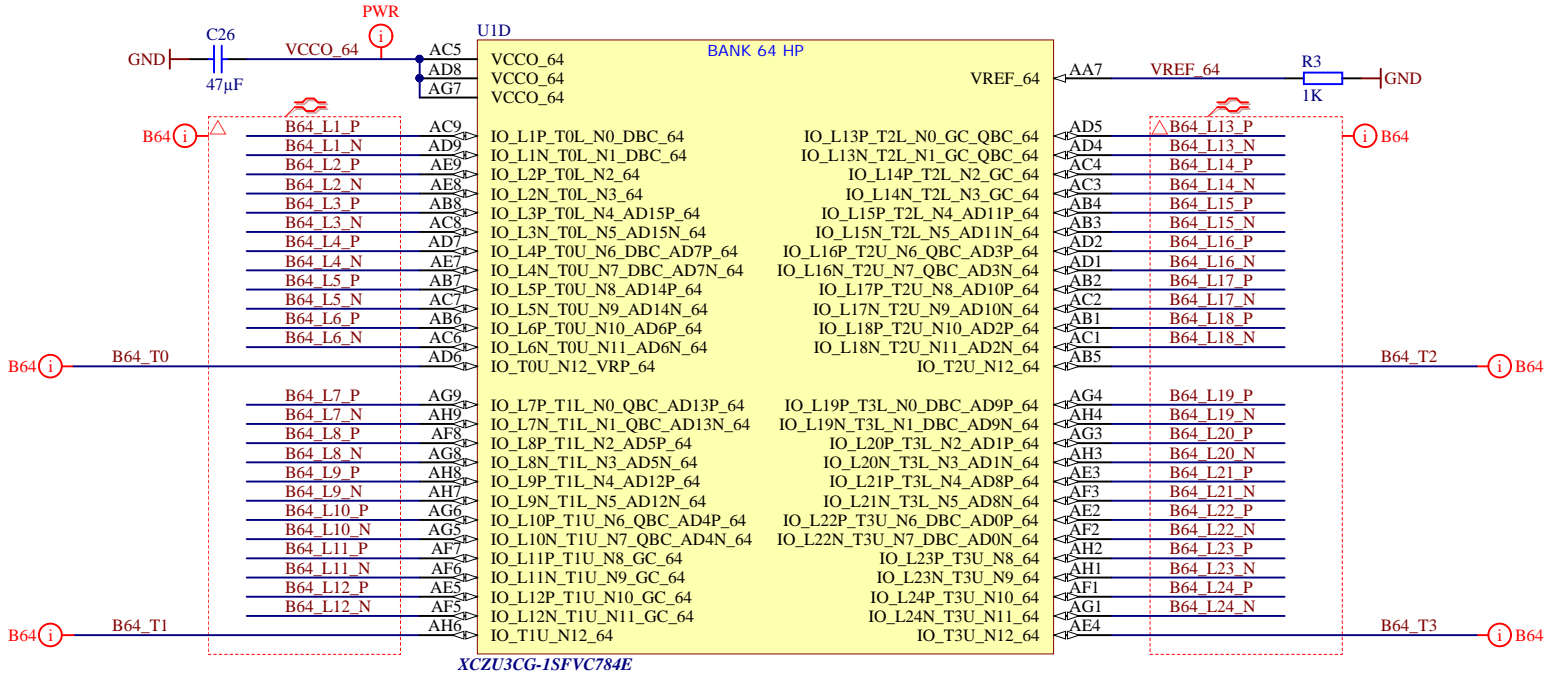 PWR
C26
U1D
VCCO_64
AC5
BANK 64 HP
R3
GND
VCCO_64
AA7
VREF_64
GND
AD8
VCCO_64
VREF_64
47µF
AG7
VCCO_64
1K
B64
B64_L1_P AC9 IO_L1P_T0L_N0_DBC_64 IO_L13P_T2L_N0_GC_QBC_64 AD5 B64_L13_P
B64
B64_L1_N AD9 IO_L1N_T0L_N1_DBC_64 IO_L13N_T2L_N1_GC_QBC_64 AD4 B64_L13_N
B64_L2_P AE9 IO_L2P_T0L_N2_64 IO_L14P_T2L_N2_GC_64 AC4 B64_L14_P
B64_L2_N AE8 IO_L2N_T0L_N3_64 IO_L14N_T2L_N3_GC_64 AC3 B64_L14_N
B64_L3_P AB8 IO_L3P_T0L_N4_AD15P_64 IO_L15P_T2L_N4_AD11P_64 AB4 B64_L15_P
B64_L3_N AC8 IO_L3N_T0L_N5_AD15N_64 IO_L15N_T2L_N5_AD11N_64 AB3 B64_L15_N
B64_L4_P AD7 IO_L4P_T0U_N6_DBC_AD7P_64 IO_L16P_T2U_N6_QBC_AD3P_64 AD2 B64_L16_P
B64_L4_N AE7 IO_L4N_T0U_N7_DBC_AD7N_64 IO_L16N_T2U_N7_QBC_AD3N_64 AD1 B64_L16_N
B64_L5_P AB7 IO_L5P_T0U_N8_AD14P_64 IO_L17P_T2U_N8_AD10P_64 AB2 B64_L17_P
B64_L5_N AC7 IO_L5N_T0U_N9_AD14N_64 IO_L17N_T2U_N9_AD10N_64 AC2 B64_L17_N
B64_L6_P AB6 IO_L6P_T0U_N10_AD6P_64 IO_L18P_T2U_N10_AD2P_64 AB1 B64_L18_P
B64_L6_N AC6 IO_L6N_T0U_N11_AD6N_64 IO_L18N_T2U_N11_AD2N_64 AC1 B64_L18_N
B64 B64_T0 AD6 IO_T0U_N12_VRP_64 IO_T2U_N12_64 AB5 B64_T2 B64
B64_L7_P AG9 IO_L7P_T1L_N0_QBC_AD13P_64 IO_L19P_T3L_N0_DBC_AD9P_64 AG4 B64_L19_P
B64_L7_N AH9 IO_L7N_T1L_N1_QBC_AD13N_64 IO_L19N_T3L_N1_DBC_AD9N_64 AH4 B64_L19_N
B64_L8_P AF8 IO_L8P_T1L_N2_AD5P_64 IO_L20P_T3L_N2_AD1P_64 AG3 B64_L20_P
B64_L8_N AG8 IO_L8N_T1L_N3_AD5N_64 IO_L20N_T3L_N3_AD1N_64 AH3 B64_L20_N
B64_L9_P AH8 IO_L9P_T1L_N4_AD12P_64 IO_L21P_T3L_N4_AD8P_64 AE3 B64_L21_P
B64_L9_N AH7 IO_L9N_T1L_N5_AD12N_64 IO_L21N_T3L_N5_AD8N_64 AF3 B64_L21_N
B64_L10_P AG6 IO_L10P_T1U_N6_QBC_AD4P_64 IO_L22P_T3U_N6_DBC_AD0P_64 AE2 B64_L22_P
B64_L10_N AG5 IO_L10N_T1U_N7_QBC_AD4N_64 IO_L22N_T3U_N7_DBC_AD0N_64 AF2 B64_L22_N
B64_L11_P AF7 IO_L11P_T1U_N8_GC_64 IO_L23P_T3U_N8_64 AH2 B64_L23_P
B64_L11_N AF6 IO_L11N_T1U_N9_GC_64 IO_L23N_T3U_N9_64 AH1 B64_L23_N
B64_L12_P AE5 IO_L12P_T1U_N10_GC_64 IO_L24P_T3U_N10_64 AF1 B64_L24_P
B64_L12_N AF5 IO_L12N_T1U_N11_GC_64 IO_L24N_T3U_N11_64 AG1 B64_L24_N
B64 B64_T1 AH6 IO_T1U_N12_64 IO_T3U_N12_64 AE4 B64_T3 B64
XCZU3CG-1SFVC784E